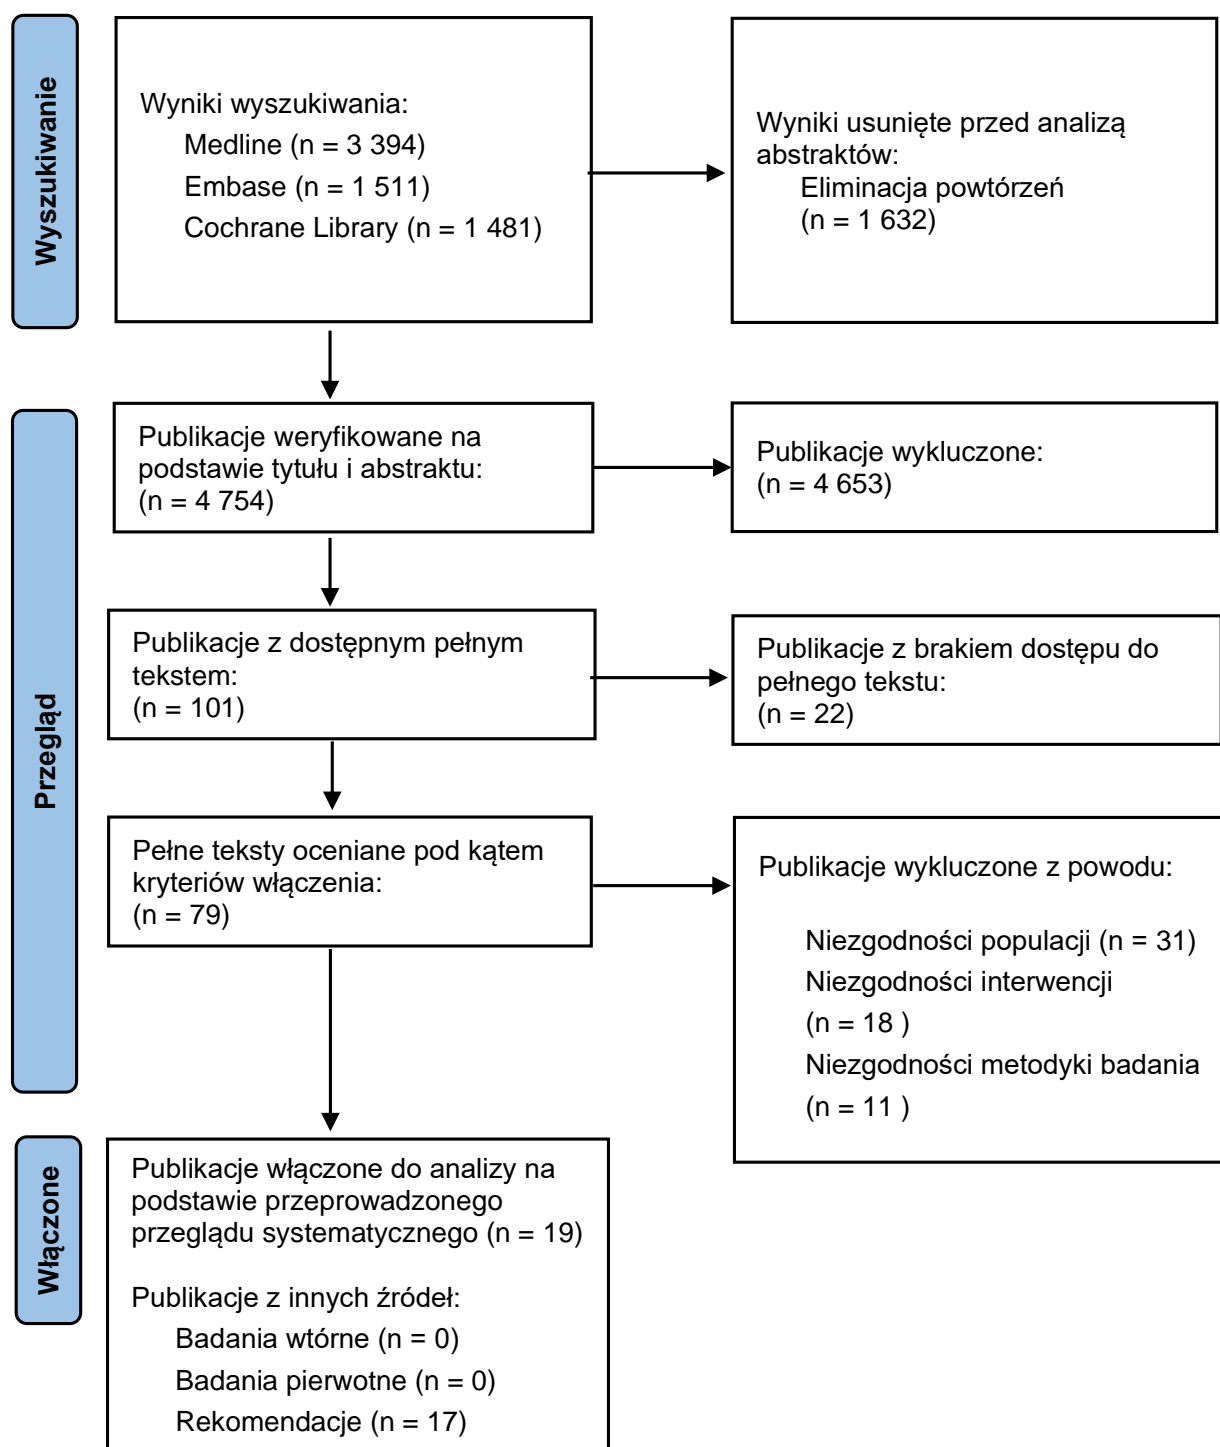 Wyszukiwanie
Wyniki wyszukiwania:
Medline (n = 3 394)
Embase (n = 1 511)
Cochrane Library (n = 1 481)
Wyniki usunięte przed analizą
abstraktów:
Eliminacja powtórzeń
(n = 1 632)
Przegląd
Publikacje weryfikowane na
podstawie tytułu i abstraktu:
(n = 4 754)
Publikacje wykluczone:
(n = 4 653)
Publikacje z dostępnym pełnym
tekstem:
(n = 101)
Publikacje z brakiem dostępu do
pełnego tekstu:
(n = 22)
Pełne teksty oceniane pod kątem
kryteriów włączenia:
(n = 79)
Publikacje wykluczone z powodu:
Niezgodności populacji (n = 31)
Niezgodności interwencji
(n = 18 )
Niezgodności metodyki badania
(n = 11 )
Włączone
Publikacje włączone do analizy na
podstawie przeprowadzonego
przeglądu systematycznego (n = 19)
Publikacje z innych źródeł:
Badania wtórne (n = 0)
Badania pierwotne (n = 0)
Rekomendacje (n = 17)